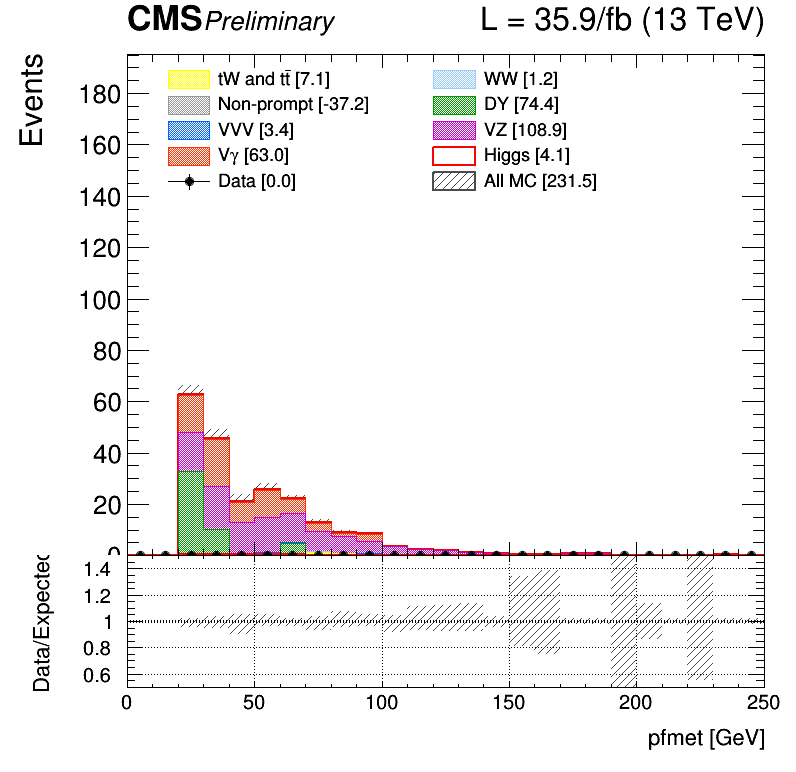 CMS Preliminary L = 35.9/fb (13 TeV)
Events
tW and tt̄ [7.1] WW [1.2]
Non-prompt [-37.2] DY [74.4]
VVV [3.4] VZ [108.9]
Vγ [63.0] Higgs [4.1]
Data [0.0] All MC [231.5]
180
160
140
120
100
80
60
40
20
0
Data/Expected
1.4
1.2
1
0.8
0.6
0 50 100 150 200 250
pfmet [GeV]